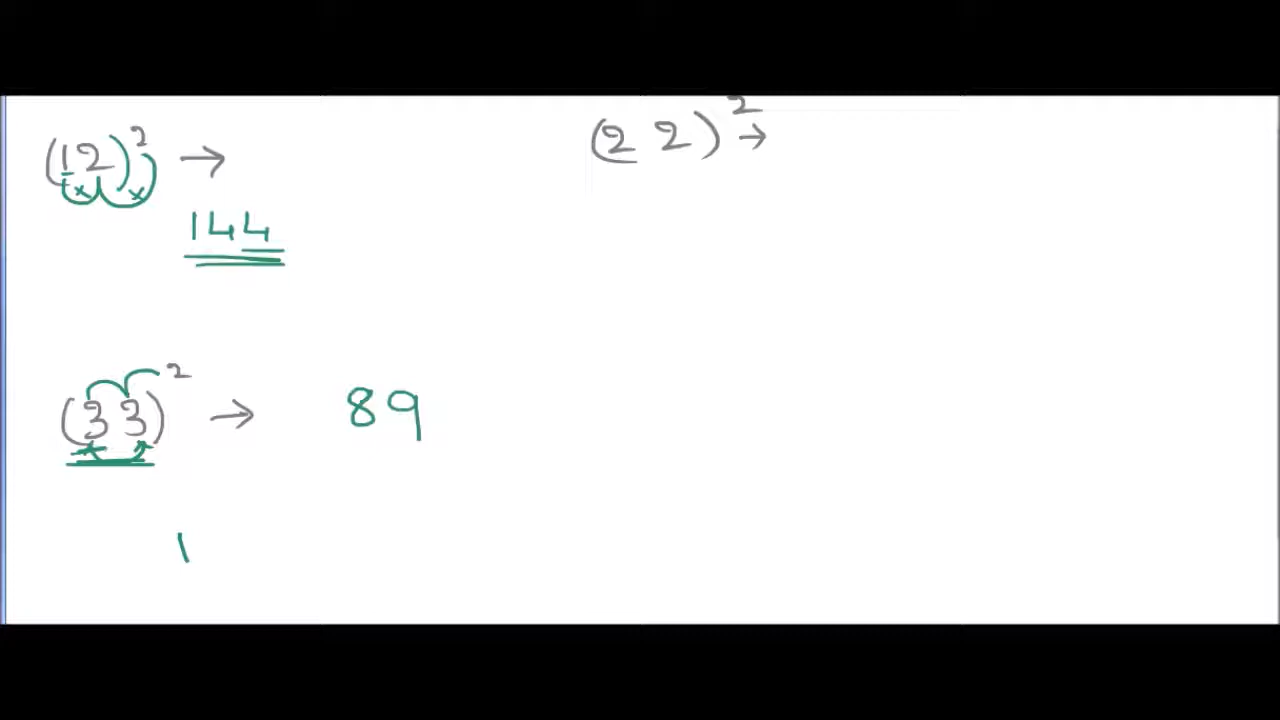 (12)² →
144
(22)² →
(33)² → 89
1